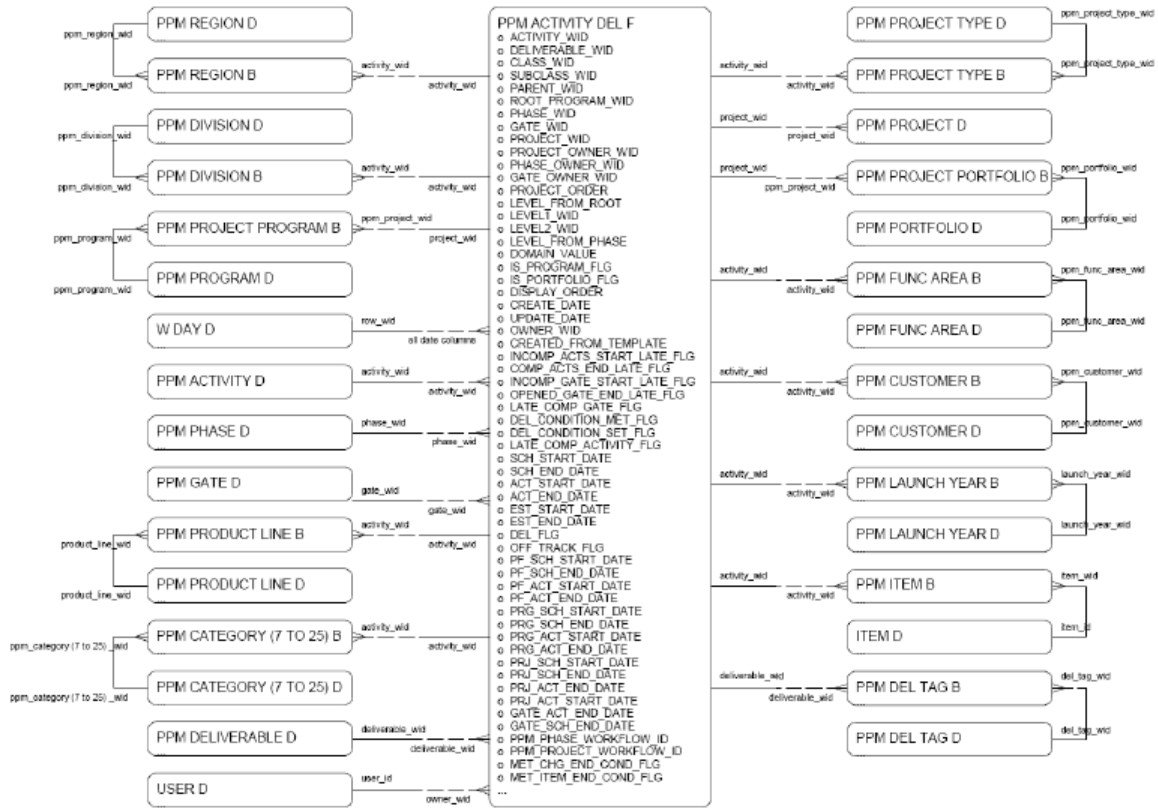 PPM REGION D
...
ppm_region_wid
PPM REGION B
...
ppm_region_wid
activity_wid
activity_wid
PPM DIVISION D
...
ppm_division_wid
PPM DIVISION B
...
ppm_division_wid
activity_wid
activity_wid
PPM PROJECT PROGRAM B
...
ppm_program_wid
ppm_project_wid
project_wid
PPM PROGRAM D
...
ppm_program_wid
W DAY D
...
row_wid
all date columns
PPM ACTIVITY D
...
activity_wid
activity_wid
PPM PHASE D
...
phase_wid
phase_wid
PPM GATE D
...
gate_wid
gate_wid
PPM PRODUCT LINE B
...
product_line_wid
activity_wid
activity_wid
PPM PRODUCT LINE D
...
product_line_wid
PPM CATEGORY (7 TO 25) B
...
ppm_category (7 to 25) _wid
activity_wid
activity_wid
PPM CATEGORY (7 TO 25) D
...
ppm_category (7 to 25) _wid
PPM DELIVERABLE D
...
deliverable_wid
deliverable_wid
USER D
...
user_id
owner_wid
PPM ACTIVITY DEL F
o ACTIVITY_WID
o DELIVERABLE_WID
o CLASS_WID
o SUBCLASS_WID
o PARENT_WID
o ROOT_PROGRAM_WID
o PHASE_WID
o GATE_WID
o PROJECT_WID
o PROJECT_OWNER_WID
o PHASE_OWNER_WID
o GATE_OWNER_WID
o PROJECT_ORDER
o LEVEL_FROM_ROOT
o LEVEL1_WID
o LEVEL2_WID
o LEVEL_FROM_PHASE
o DOMAIN_VALUE
o IS_PROGRAM_FLG
o IS_PORTFOLIO_FLG
o DISPLAY_ORDER
o CREATE_DATE
o UPDATE_DATE
o OWNER_WID
o CREATED_FROM_TEMPLATE
o INCOMP_ACTS_START_LATE_FLG
o COMP_ACTS_END_LATE_FLG
o INCOMP_GATE_START_LATE_FLG
o OPENED_GATE_END_LATE_FLG
o LATE_COMP_GATE_FLG
o DEL_CONDITION_MET_FLG
o DEL_CONDITION_SET_FLG
o LATE_COMP_ACTIVITY_FLG
o SCH_START_DATE
o SCH_END_DATE
o ACT_START_DATE
o ACT_END_DATE
o EST_START_DATE
o EST_END_DATE
o DEL_FLG
o OFF_TRACK_FLG
o PF_SCH_START_DATE
o PF_SCH_END_DATE
o PF_ACT_START_DATE
o PF_ACT_END_DATE
o PRG_SCH_START_DATE
o PRG_SCH_END_DATE
o PRG_ACT_START_DATE
o PRG_ACT_END_DATE
o PRJ_SCH_START_DATE
o PRJ_SCH_END_DATE
o PRJ_ACT_END_DATE
o PRJ_ACT_START_DATE
o GATE_ACT_END_DATE
o GATE_SCH_END_DATE
o PPM_PHASE_WORKFLOW_ID
o PPM_PROJECT_WORKFLOW_ID
o MET_CHG_END_COND_FLG
o MET_ITEM_END_COND_FLG
...
PPM PROJECT TYPE D
...
ppm_project_type_wid
activity_wid
activity_wid
PPM PROJECT TYPE B
...
ppm_project_type_wid
project_wid
project_wid
PPM PROJECT D
...
project_wid
ppm_project_wid
PPM PROJECT PORTFOLIO B
...
ppm_portfolio_wid
PPM PORTFOLIO D
...
ppm_portfolio_wid
activity_wid
activity_wid
PPM FUNC AREA B
...
ppm_func_area_wid
PPM FUNC AREA D
...
ppm_func_area_wid
activity_wid
activity_wid
PPM CUSTOMER B
...
ppm_customer_wid
PPM CUSTOMER D
...
ppm_customer_wid
activity_wid
activity_wid
PPM LAUNCH YEAR B
...
launch_year_wid
PPM LAUNCH YEAR D
...
launch_year_wid
activity_wid
activity_wid
PPM ITEM B
...
item_wid
ITEM D
...
item_id
deliverable_wid
deliverable_wid
PPM DEL TAG B
...
del_tag_wid
PPM DEL TAG D
...
del_tag_wid